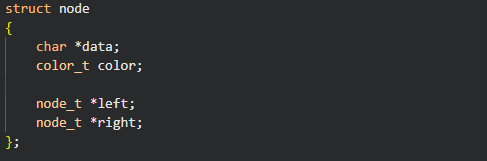 struct node
{
char *data;
color_t color;
node_t *left;
node_t *right;
};